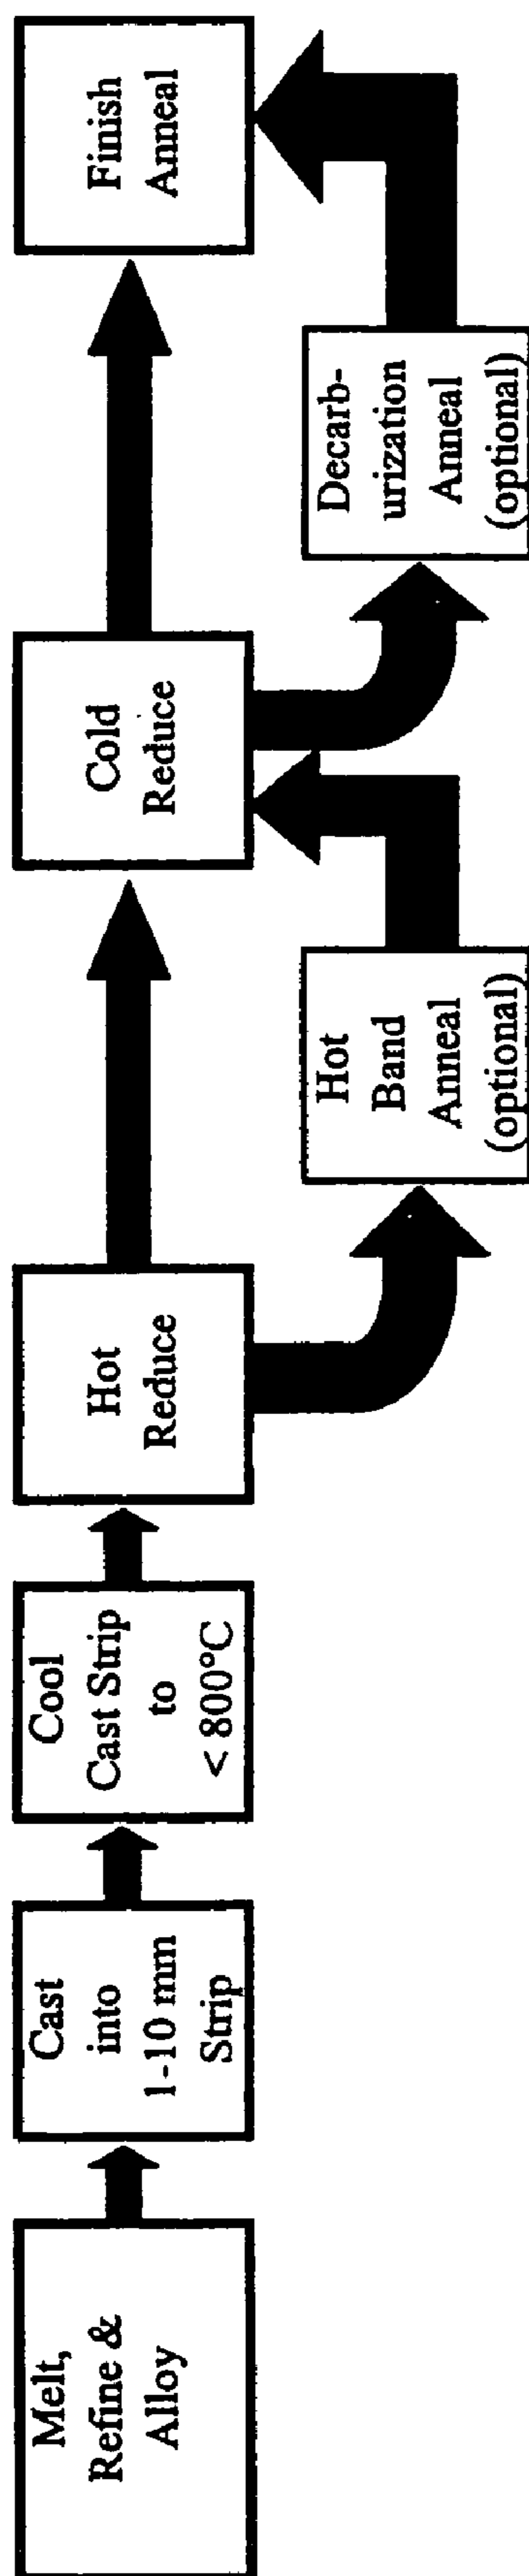 Melt,
Refine &
Alloy
Cast
into
1-10 mm
Strip
Cool
Cast Strip
to
< 800°C
Hot
Reduce
Hot
Band
Anneal
(optional)
Cold
Reduce
Decarb-
urization
Anneal
(optional)
Finish
Anneal